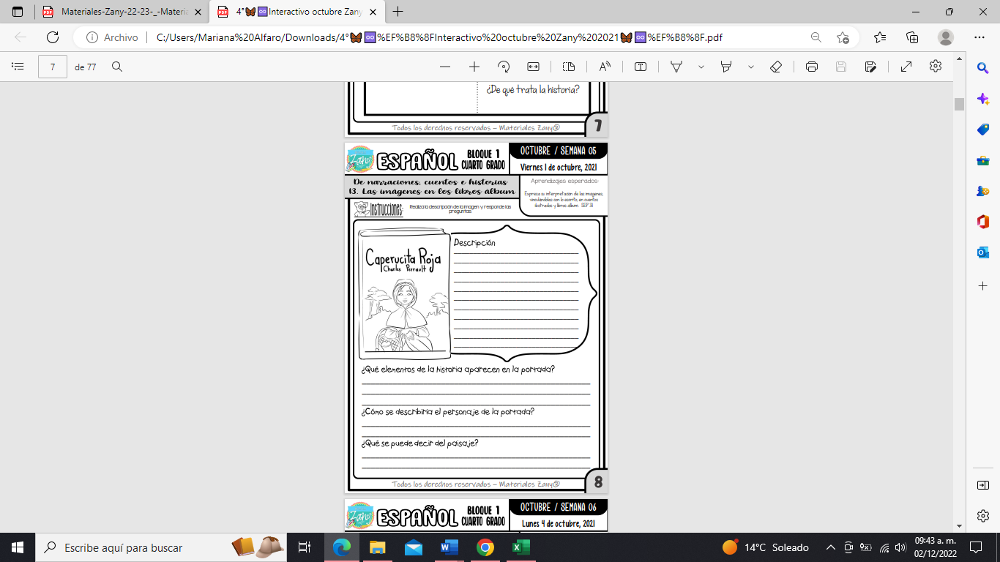 Materiales-Zany-22-23-_-Materia
4°🦋♾️Interactivo octubre Zany
Archivo
C:/Users/Mariana%20Alfaro/Downloads/4°🦋♾️%EF%B8%8FInteractivo%20octubre%20Zany%202021🦋♾️%EF%B8%8F.pdf
7
de 77
¿De qué trata la historia?
Todos los derechos reservados – Materiales Zany®
7
Zany
ESPAÑOL
BLOQUE 1
CUARTO GRADO
OCTUBRE / SEMANA 05
Viernes 1 de octubre, 2021
De narraciones, cuentos e historias
13. Las imágenes en los libros álbum
Aprendizajes esperados
Expresa su interpretación de las imágenes,
vinculándolas con lo escrito, en cuentos
ilustrados y libros álbum. SEP 51
Instrucciones:
Realiza la descripción de la imagen y responde las
preguntas.
Caperucita Roja
Charles Perrault
Descripción
¿Qué elementos de la historia aparecen en la portada?
¿Cómo se describiría el personaje de la portada?
¿Qué se puede decir del paisaje?
Todos los derechos reservados – Materiales Zany®
8
Zany
ESPAÑOL
BLOQUE 1
CUARTO GRADO
OCTUBRE / SEMANA 06
Lunes 4 de octubre, 2021
Escribe aquí para buscar
14°C Soleado
09:43 a. m.
02/12/2022